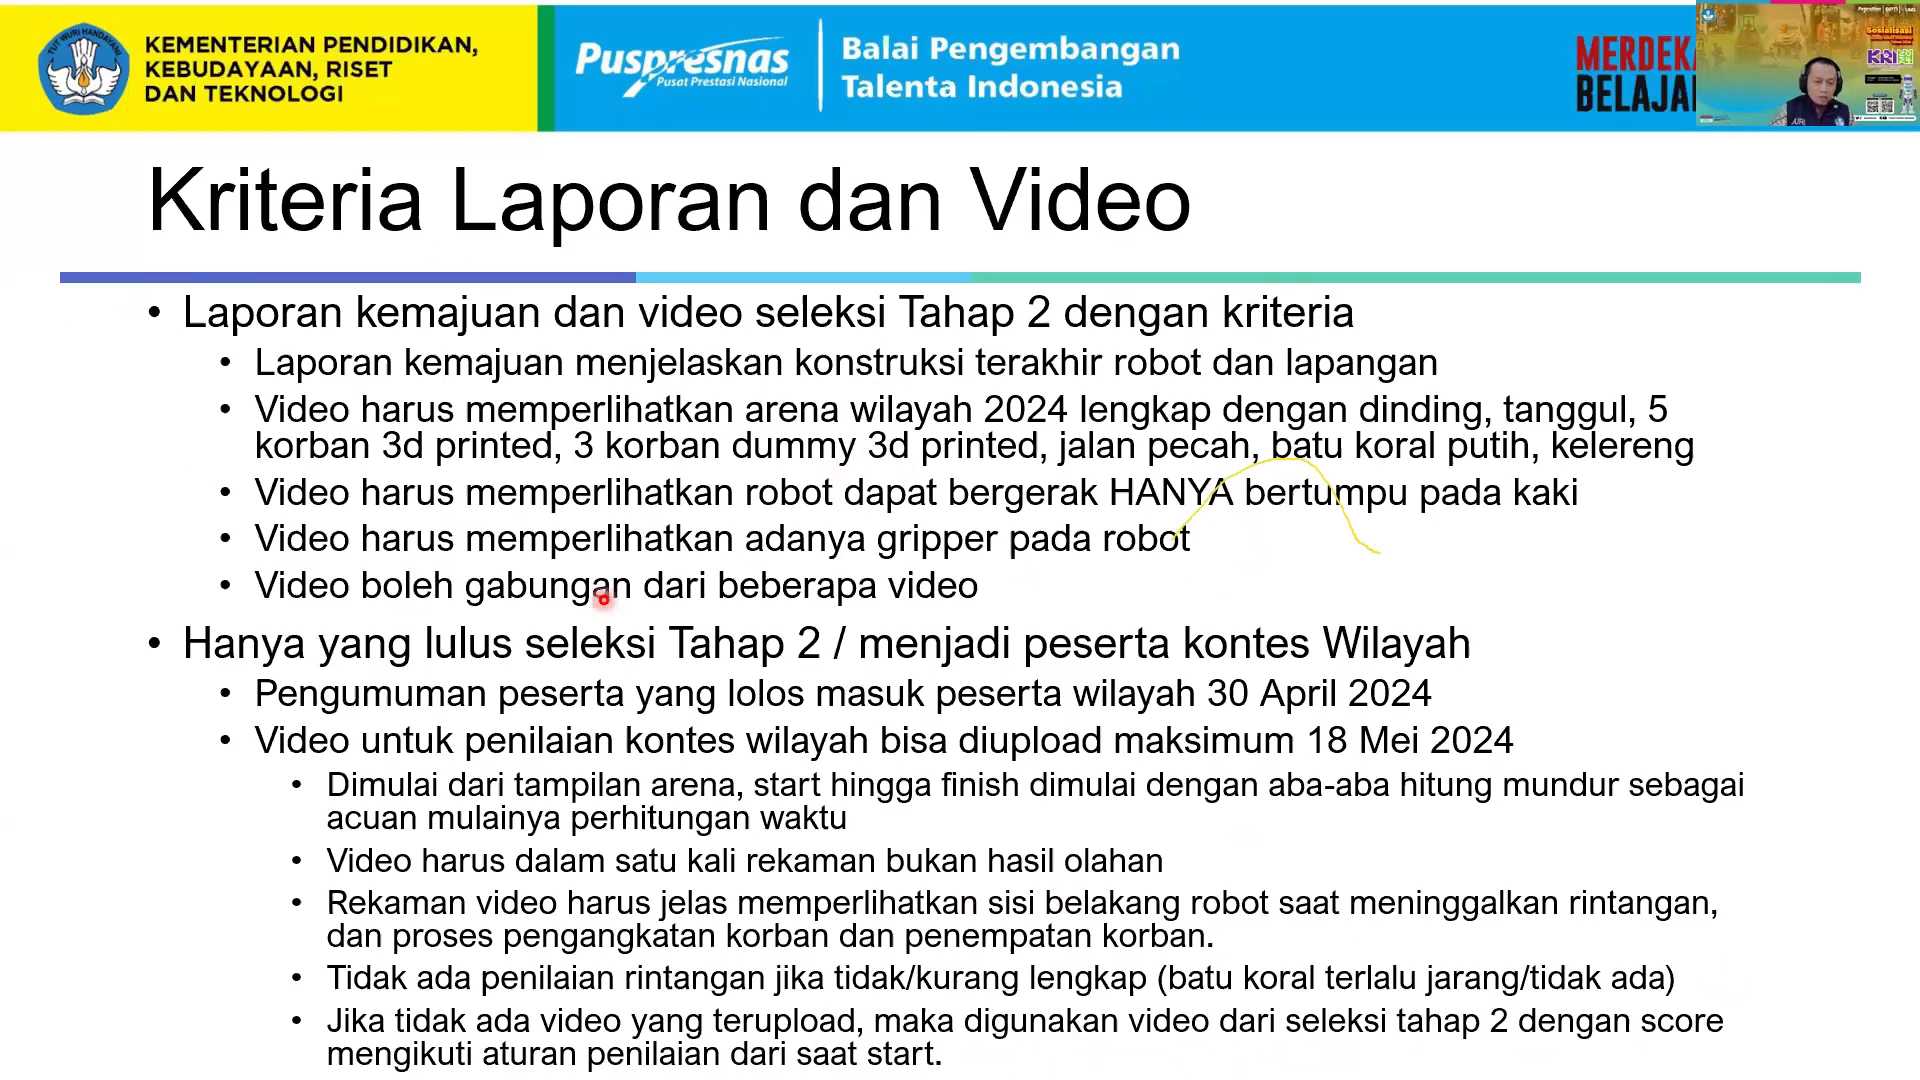 KEMENTERIAN PENDIDIKAN,
KEBUDAYAAN, RISET
DAN TEKNOLOGI
TUT WURI HANDAYANI
Puspresnas
Pusat Prestasi Nasional
Balai Pengembangan
Talenta Indonesia
MERDEKA
BELAJA
Sosialisasi
KRI
JURI
Kriteria Laporan dan Video
• Laporan kemajuan dan video seleksi Tahap 2 dengan kriteria
• Laporan kemajuan menjelaskan konstruksi terakhir robot dan lapangan
• Video harus memperlihatkan arena wilayah 2024 lengkap dengan dinding, tanggul, 5
korban 3d printed, 3 korban dummy 3d printed, jalan pecah, batu koral putih, kelereng
• Video harus memperlihatkan robot dapat bergerak HANYA bertumpu pada kaki
• Video harus memperlihatkan adanya gripper pada robot
• Video boleh gabungan dari beberapa video
• Hanya yang lulus seleksi Tahap 2 / menjadi peserta kontes Wilayah
• Pengumuman peserta yang lolos masuk peserta wilayah 30 April 2024
• Video untuk penilaian kontes wilayah bisa diupload maksimum 18 Mei 2024
• Dimulai dari tampilan arena, start hingga finish dimulai dengan aba-aba hitung mundur sebagai
acuan mulainya perhitungan waktu
• Video harus dalam satu kali rekaman bukan hasil olahan
• Rekaman video harus jelas memperlihatkan sisi belakang robot saat meninggalkan rintangan,
dan proses pengangkatan korban dan penempatan korban.
• Tidak ada penilaian rintangan jika tidak/kurang lengkap (batu koral terlalu jarang/tidak ada)
• Jika tidak ada video yang terupload, maka digunakan video dari seleksi tahap 2 dengan score
mengikuti aturan penilaian dari saat start.